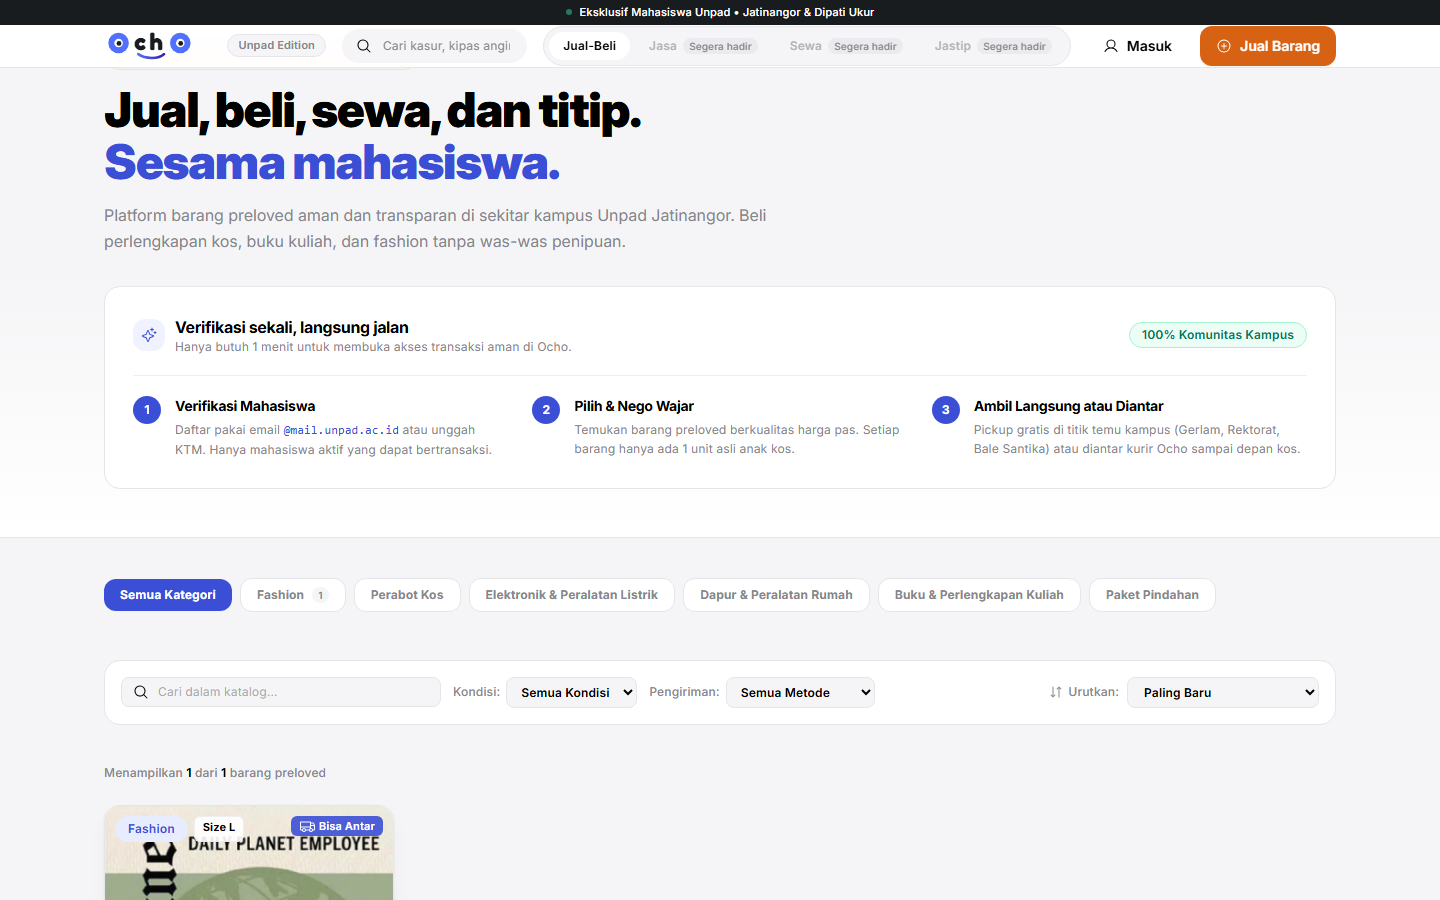 Eksklusif Mahasiswa Unpad • Jatinangor & Dipati Ukur
ocho
Unpad Edition
Cari kasur, kipas angi
Jual-Beli
Jasa Segera hadir
Sewa Segera hadir
Jastip Segera hadir
Masuk
Jual Barang
Jual, beli, sewa, dan titip.
Sesama mahasiswa.
Platform barang preloved aman dan transparan di sekitar kampus Unpad Jatinangor. Beli
perlengkapan kos, buku kuliah, dan fashion tanpa was-was penipuan.
Verifikasi sekali, langsung jalan
Hanya butuh 1 menit untuk membuka akses transaksi aman di Ocho.
100% Komunitas Kampus
1
Verifikasi Mahasiswa
Daftar pakai email @mail.unpad.ac.id atau unggah
KTM. Hanya mahasiswa aktif yang dapat bertransaksi.
2
Pilih & Nego Wajar
Temukan barang preloved berkualitas harga pas. Setiap
barang hanya ada 1 unit asli anak kos.
3
Ambil Langsung atau Diantar
Pickup gratis di titik temu kampus (Gerlam, Rektorat,
Bale Santika) atau diantar kurir Ocho sampai depan kos.
Semua Kategori
Fashion 1
Perabot Kos
Elektronik & Peralatan Listrik
Dapur & Peralatan Rumah
Buku & Perlengkapan Kuliah
Paket Pindahan
Cari dalam katalog...
Kondisi: Semua Kondisi
Pengiriman: Semua Metode
Urutkan: Paling Baru
Menampilkan 1 dari 1 barang preloved
Fashion
Size L
Bisa Antar
DAILY PLANET EMPLOYEE